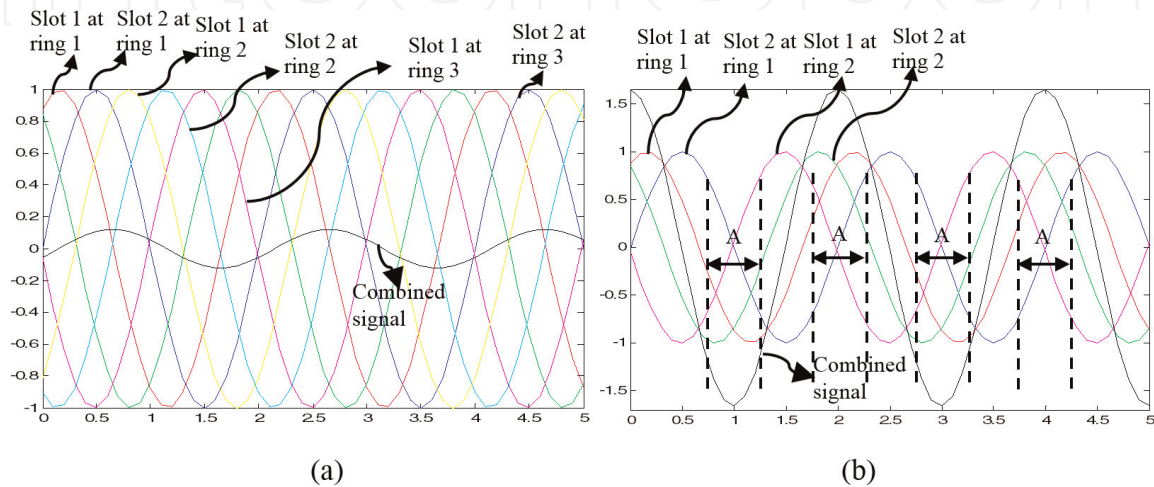 Slot 1 at
ring 1
Slot 2 at
ring 1
Slot 1 at
ring 2
Slot 2 at
ring 2
Slot 1 at
ring 3
Slot 2 at
ring 3
1
0.8
0.6
0.4
0.2
0
-0.2
-0.4
-0.6
-0.8
-1
Combined
signal
0 0.5 1 1.5 2 2.5 3 3.5 4 4.5 5
(a)
Slot 1 at
ring 1
Slot 2 at
ring 1
Slot 1 at
ring 2
Slot 2 at
ring 2
1.5
1
0.5
0
-0.5
-1
-1.5
A A A A
Combined
signal
0 0.5 1 1.5 2 2.5 3 3.5 4 4.5 5
(b)